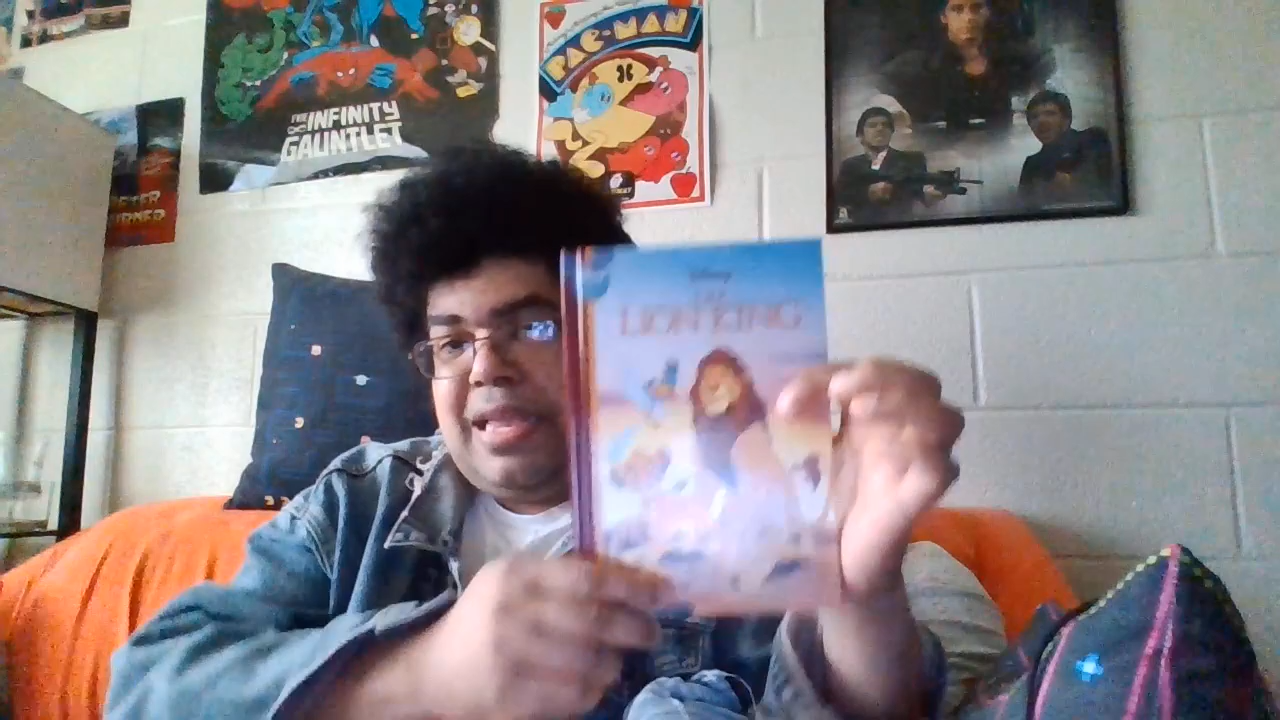 THE INFINITY
GAUNTLET
PAC-MAN
Disney
THE
LION KING